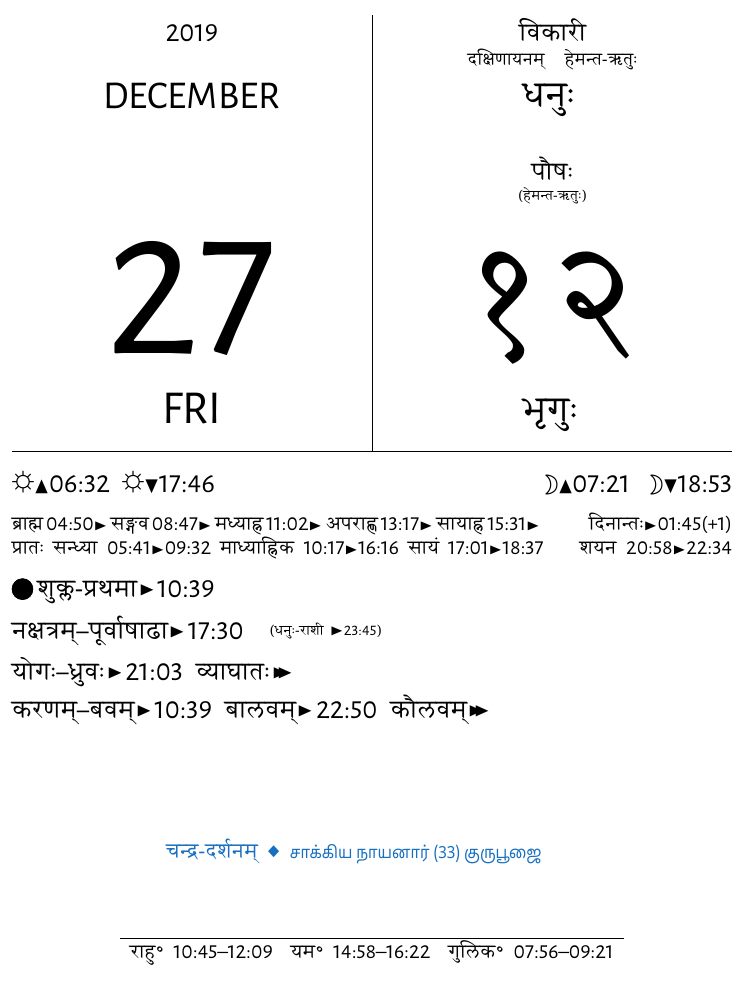 2019
DECEMBER
27
FRI
विकारी
दक्षिणायनम् हेमन्त-ऋतुः
धनुः
पौषः
(हेमन्त-ऋतुः)
१२
भृगुः
☼▲06:32 ☼▼17:46 ☽▲07:21 ☽▼18:53
ब्राह्म 04:50► सङ्गव 08:47► मध्याह्न 11:02► अपराह्ण 13:17► सायाह्न 15:31► दिनान्तः►01:45(+1)
प्रातः सन्ध्या 05:41►09:32 माध्याह्निक 10:17►16:16 सायं 17:01►18:37 शयन 20:58►22:34
●शुक्ल-प्रथमा►10:39
नक्षत्रम्–पूर्वाषाढा►17:30 (धनुः-राशी ►23:45)
योगः–ध्रुवः►21:03 व्याघातः►►
करणम्–बवम्►10:39 बालवम्►22:50 कौलवम्►►
चन्द्र-दर्शनम् ◆ சாக்கிய நாயனார் (33) குருபூஜை
राहु° 10:45–12:09 यम° 14:58–16:22 गुलिक° 07:56–09:21